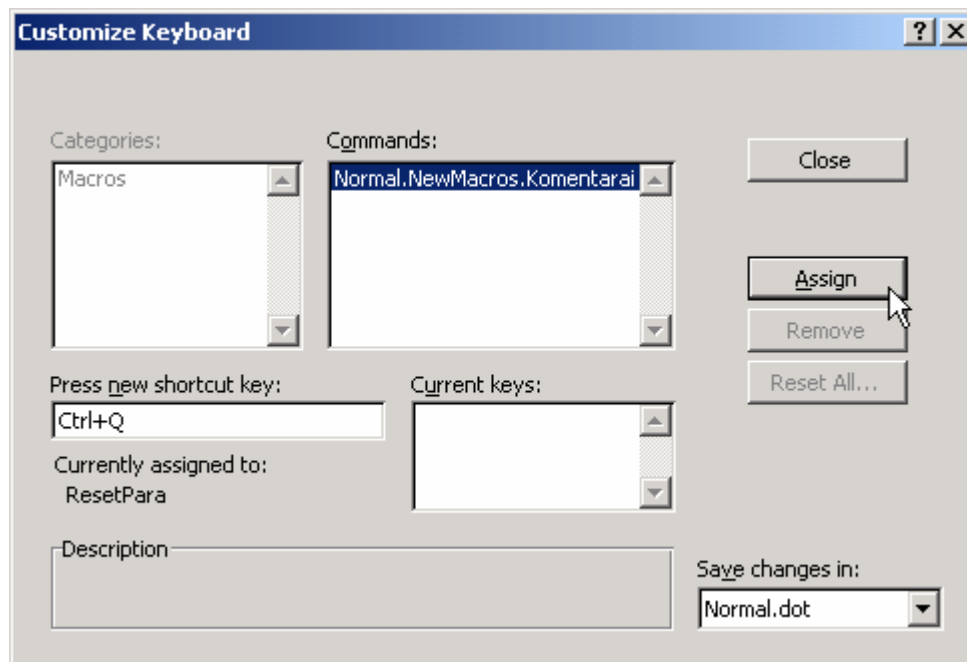 Customize Keyboard
Categories:
Commands:
Macros
Normal.NewMacros.Komentarai
Close
Assign
Remove
Reset All...
Press new shortcut key:
Current keys:
Ctrl+Q
Currently assigned to:
ResetPara
Description
Save changes in:
Normal.dot